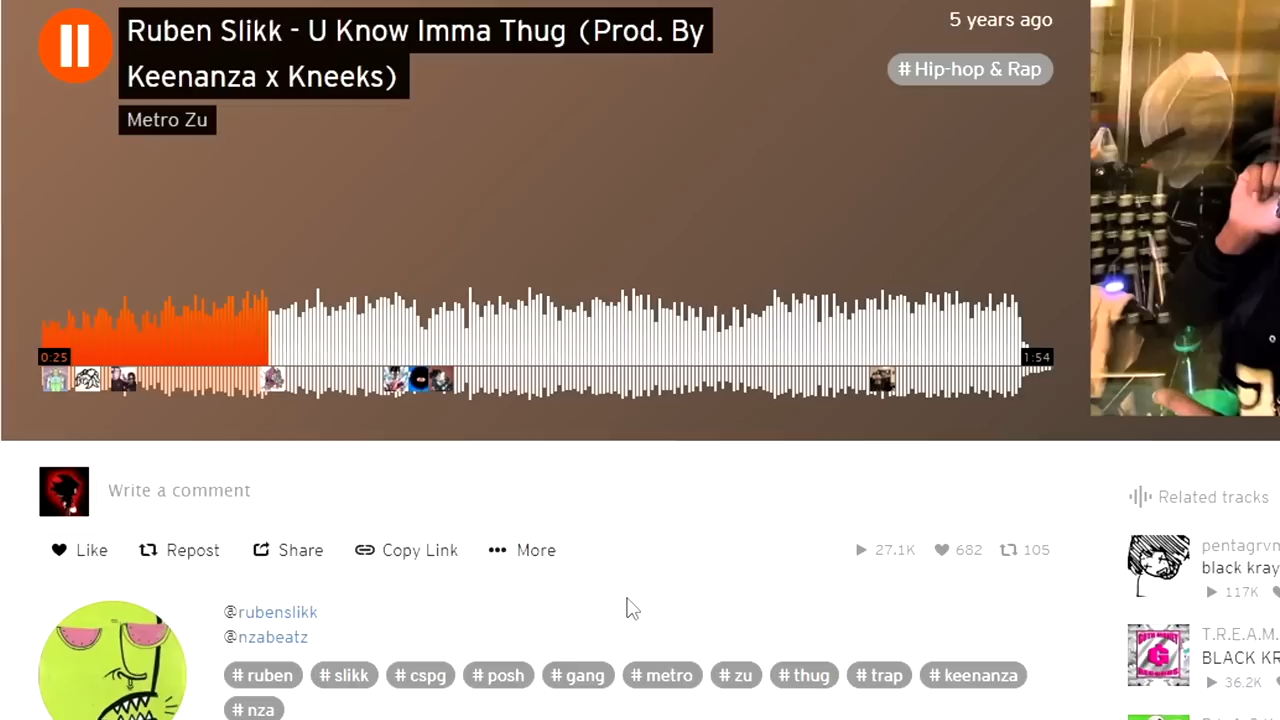 Ruben Slikk - U Know Imma Thug (Prod. By
Keenanza x Kneeks)
Metro Zu
5 years ago
# Hip-hop & Rap
0:25
1:54
Write a comment
Like
Repost
Share
Copy Link
More
27.1K
682
105
@rubenslikk
@nzabeatz
# ruben
# slikk
# cspg
# posh
# gang
# metro
# zu
# thug
# trap
# keenanza
# nza
Related tracks
pentagrvm
black kray
117K
T.R.E.A.M.
BLACK KR
36.2K